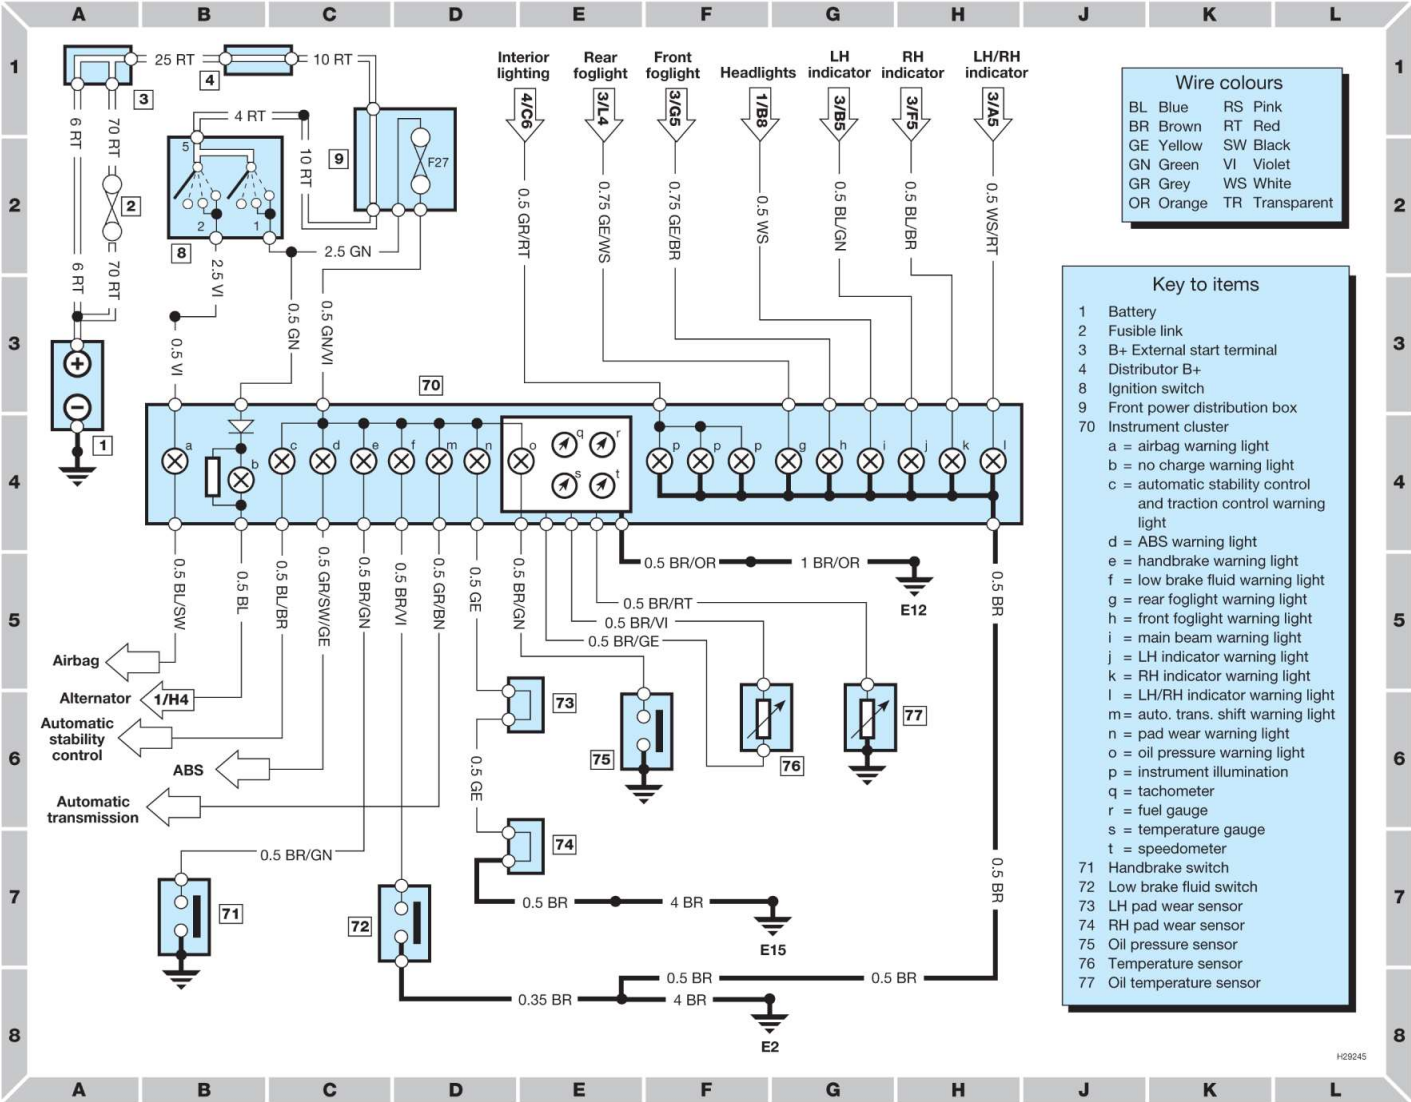 A B C D E F G H J K L
1 2 3 4 5 6 7 8
25 RT
4
10 RT
3
6 RT
70 RT
2
6 RT
70 RT
4 RT
10 RT
5
2
1
8
9
F27
2.5 GN
2.5 VI
0.5 VI
0.5 GN
0.5 GN/VI
1
70
Interior
lighting
4/C6
0.5 GR/RT
Rear
foglight
3/L4
0.75 GE/WS
Front
foglight
3/G5
0.75 GE/BR
Headlights
1/B8
0.5 WS
LH
indicator
3/B5
0.5 BL/GN
RH
indicator
3/F5
0.5 BL/BR
LH/RH
indicator
3/A5
0.5 WS/RT
Wire colours
BL Blue RS Pink
BR Brown RT Red
GE Yellow SW Black
GN Green VI Violet
GR Grey WS White
OR Orange TR Transparent
a b c d e f m n o q r s t p p p g h i j k l
0.5 BL/SW
0.5 BL
0.5 BL/BR
0.5 GR/SW/GE
0.5 BR/GN
0.5 BR/VI
0.5 GR/BN
0.5 GE
0.5 BR/GN
0.5 BR/OR
1 BR/OR
E12
0.5 BR/RT
0.5 BR/VI
0.5 BR/GE
0.5 BR
Airbag
Alternator
1/H4
Automatic
stability
control
ABS
Automatic
transmission
73
0.5 GE
74
75
76
77
0.5 BR/GN
71
72
0.5 BR
4 BR
E15
0.5 BR
0.5 BR
0.5 BR
0.35 BR
4 BR
E2
Key to items
1 Battery
2 Fusible link
3 B+ External start terminal
4 Distributor B+
8 Ignition switch
9 Front power distribution box
70 Instrument cluster
a = airbag warning light
b = no charge warning light
c = automatic stability control
and traction control warning
light
d = ABS warning light
e = handbrake warning light
f = low brake fluid warning light
g = rear foglight warning light
h = front foglight warning light
i = main beam warning light
j = LH indicator warning light
k = RH indicator warning light
l = LH/RH indicator warning light
m = auto. trans. shift warning light
n = pad wear warning light
o = oil pressure warning light
p = instrument illumination
q = tachometer
r = fuel gauge
s = temperature gauge
t = speedometer
71 Handbrake switch
72 Low brake fluid switch
73 LH pad wear sensor
74 RH pad wear sensor
75 Oil pressure sensor
76 Temperature sensor
77 Oil temperature sensor
H29245
1 2 3 4 5 6 7 8
A B C D E F G H J K L